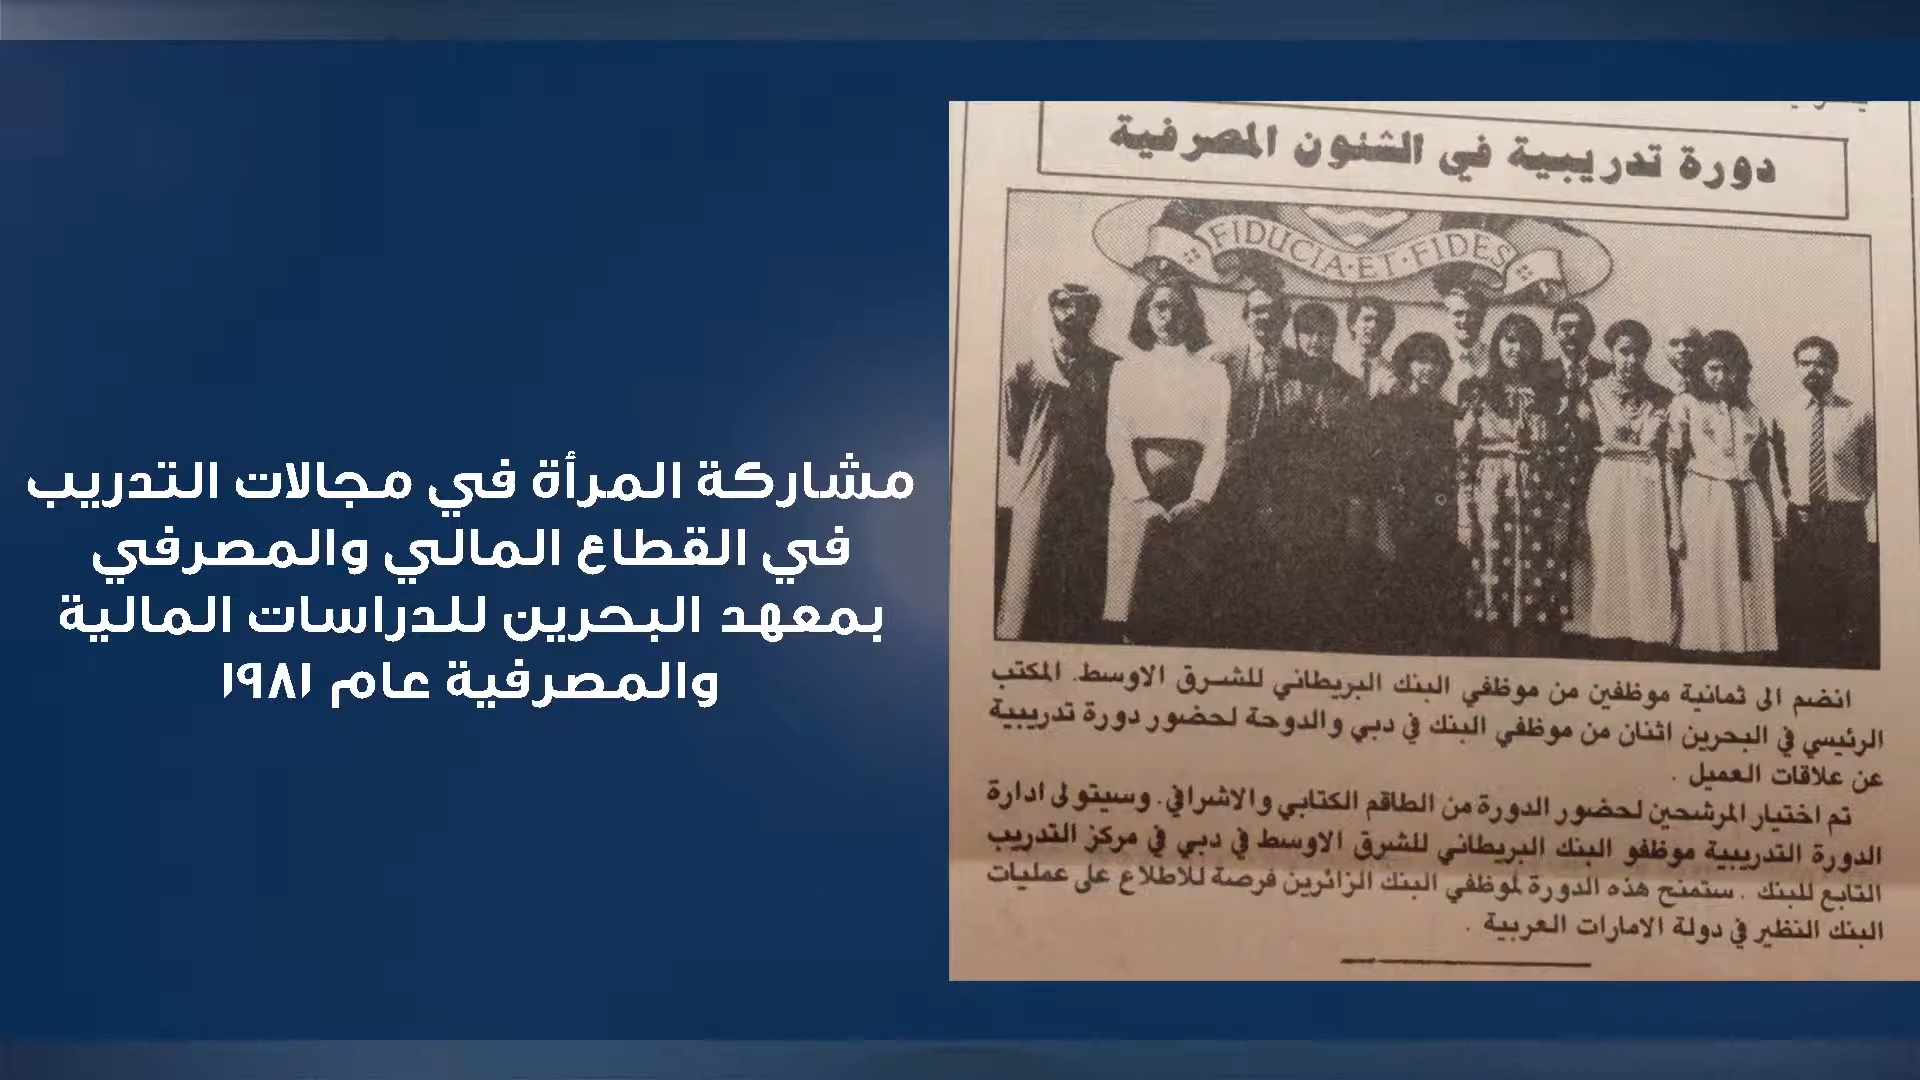 مشاركة المرأة في مجالات التدريب
في القطاع المالي والمصرفي
بمعهد البحرين للدراسات المالية
والمصرفية عام ١٩٨١
دورة تدريبية في الشئون المصرفية
FIDUCIA·ET·FIDES
انضم الى ثمانية موظفين من موظفي البنك البريطاني للشرق الاوسط. المكتب
الرئيسي في البحرين اثنان من موظفي البنك في دبي والدوحة لحضور دورة تدريبية
عن علاقات العميل .
تم اختيار المرشحين لحضور الدورة من الطاقم الكتابي والاشرافي. وسيتولى ادارة
الدورة التدريبية موظفو البنك البريطاني للشرق الاوسط في دبي في مركز التدريب
التابع للبنك . ستمنح هذه الدورة لموظفي البنك الزائرين فرصة للاطلاع على عمليات
البنك النظير في دولة الامارات العربية .